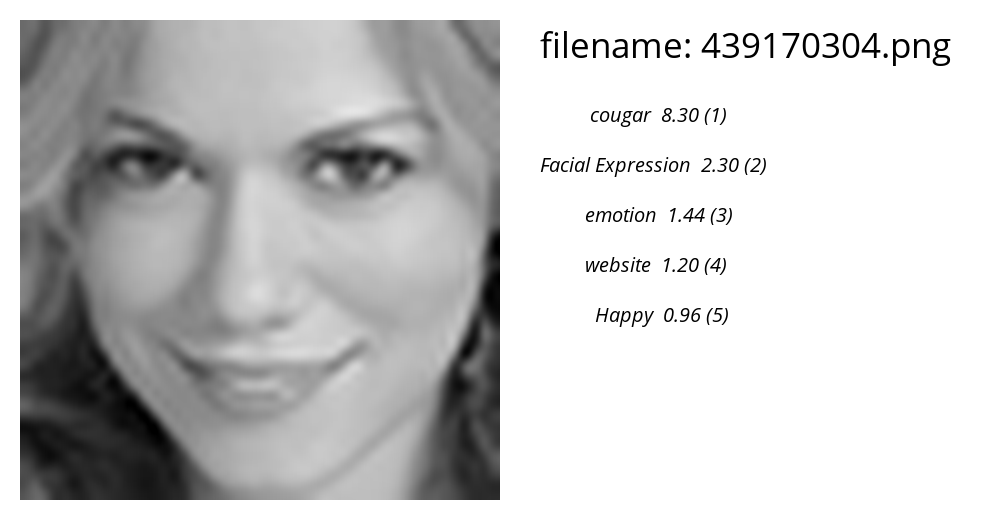 filename: 439170304.png
cougar 8.30 (1)
Facial Expression 2.30 (2)
emotion 1.44 (3)
website 1.20 (4)
Happy 0.96 (5)